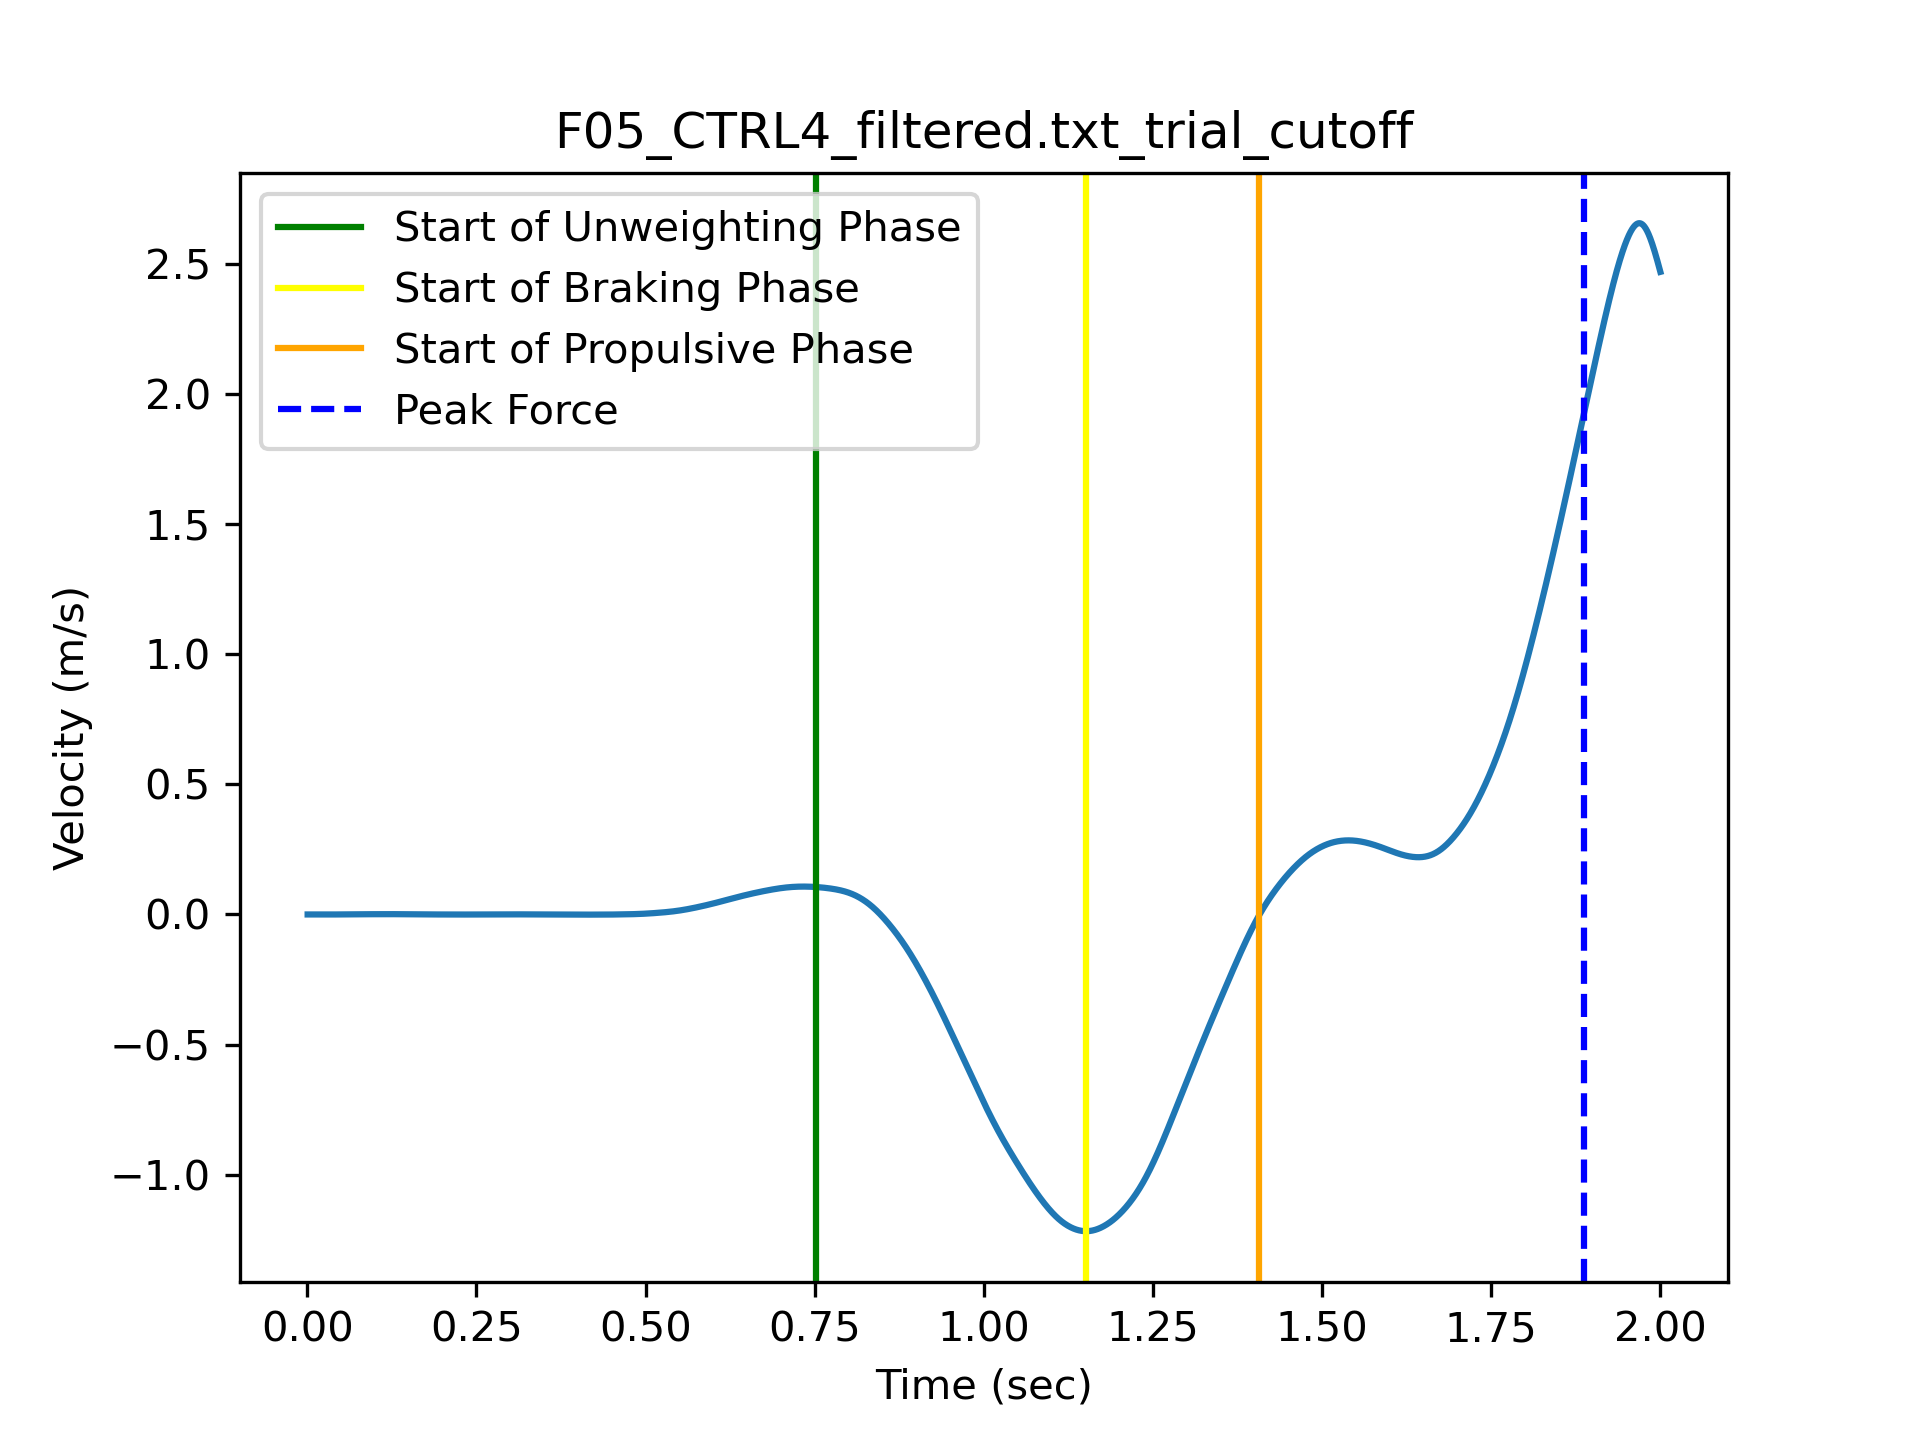 F05_CTRL4_filtered.txt_trial_cutoff
Start of Unweighting Phase
Start of Braking Phase
Start of Propulsive Phase
Peak Force
Velocity (m/s)
2.5
2.0
1.5
1.0
0.5
0.0
−0.5
−1.0
0.00 0.25 0.50 0.75 1.00 1.25 1.50 1.75 2.00
Time (sec)